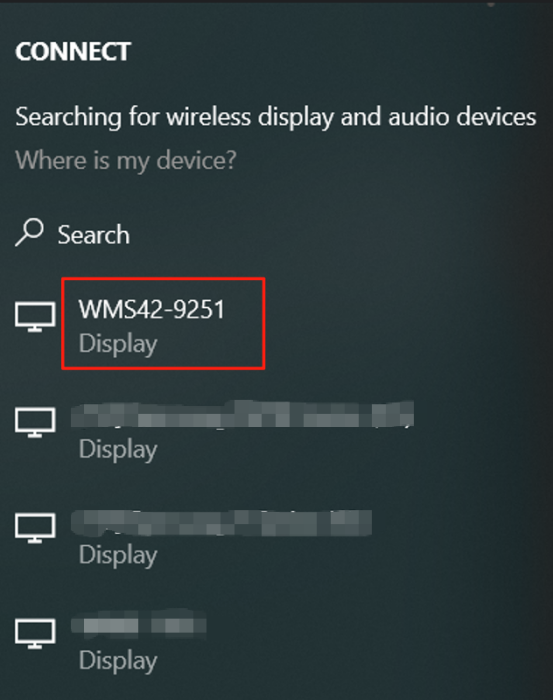 CONNECT
Searching for wireless display and audio devices
Where is my device?
Search
WMS42-9251
Display
Display
Display
Display